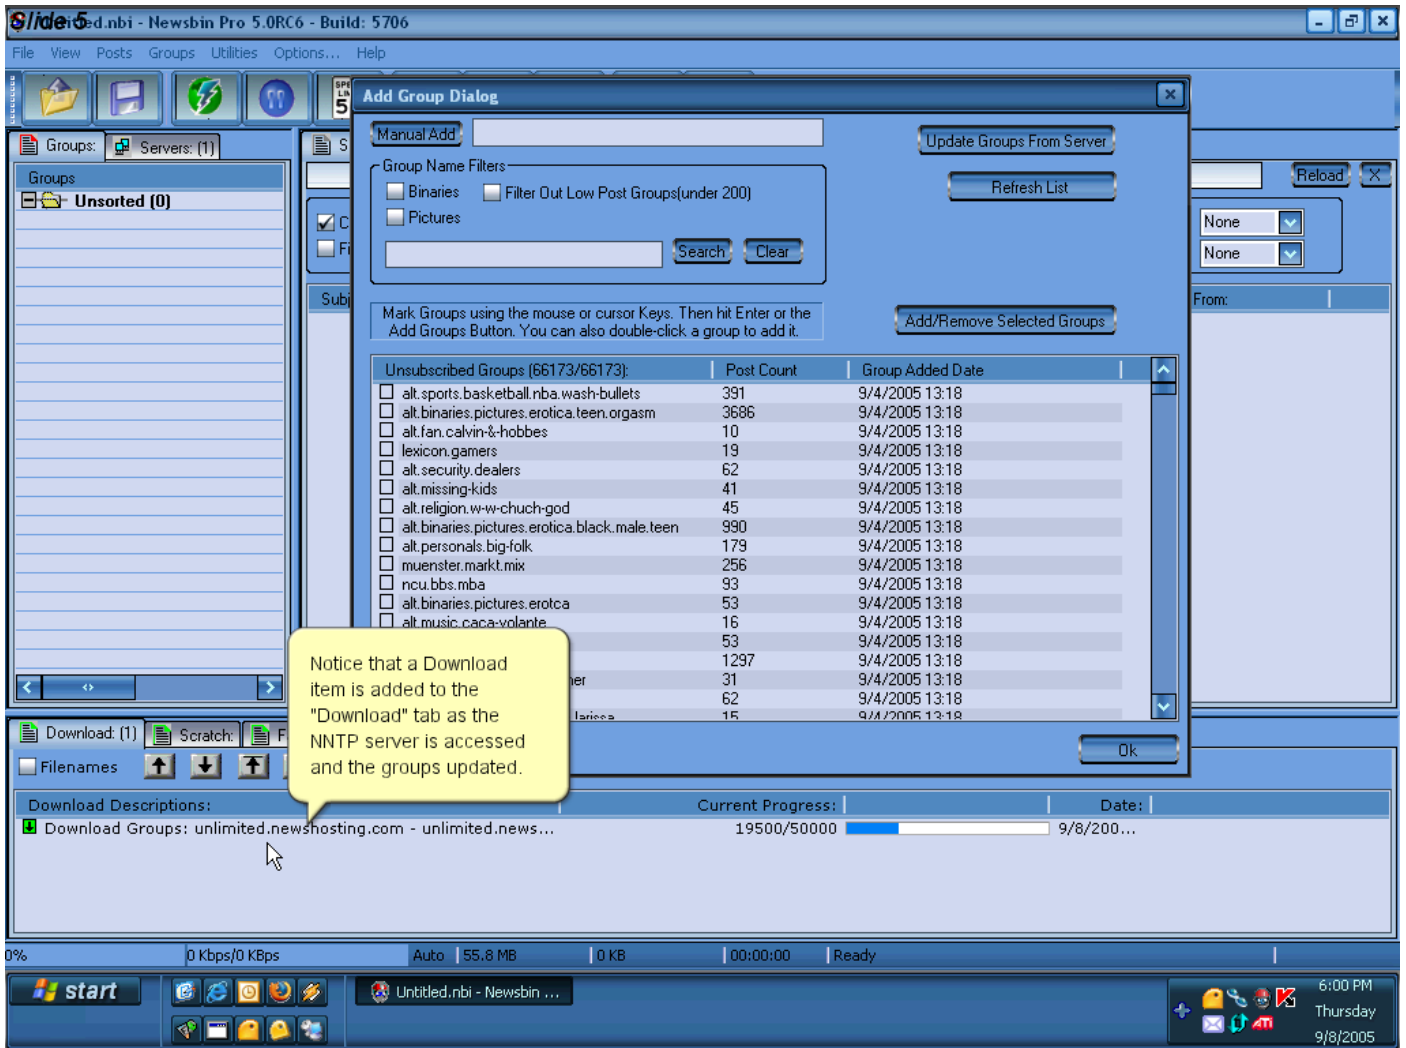 Slide 5
Untitled.nbi - Newsbin Pro 5.0RC6 - Build: 5706
File View Posts Groups Utilities Options... Help
Add Group Dialog
Manual Add
Update Groups From Server
Group Name Filters
Binaries
Filter Out Low Post Groups(under 200)
Pictures
Refresh List
Search
Clear
Mark Groups using the mouse or cursor Keys. Then hit Enter or the
Add Groups Button. You can also double-click a group to add it.
Add/Remove Selected Groups
Unsubscribed Groups (66173/66173): Post Count Group Added Date
alt.sports.basketball.nba.wash-bullets 391 9/4/2005 13:18
alt.binaries.pictures.erotica.teen.orgasm 3686 9/4/2005 13:18
alt.fan.calvin-&-hobbes 10 9/4/2005 13:18
lexicon.gamers 19 9/4/2005 13:18
alt.security.dealers 62 9/4/2005 13:18
alt.missing-kids 41 9/4/2005 13:18
alt.religion.w-w-chuch-god 45 9/4/2005 13:18
alt.binaries.pictures.erotica.black.male.teen 990 9/4/2005 13:18
alt.personals.big-folk 179 9/4/2005 13:18
muenster.markt.mix 256 9/4/2005 13:18
ncu.bbs.mba 93 9/4/2005 13:18
alt.binaries.pictures.erotca 53 9/4/2005 13:18
alt.music.caca-volante 16 9/4/2005 13:18
53 9/4/2005 13:18
1297 9/4/2005 13:18
ner 31 9/4/2005 13:18
62 9/4/2005 13:18
larissa 15 9/4/2005 13:18
Ok
Groups: Servers: (1)
Groups
Unsorted (0)
S
Reload X
C
None
Fi
None
Subj
From:
Notice that a Download
item is added to the
"Download" tab as the
NNTP server is accessed
and the groups updated.
Download: (1) Scratch: F
Filenames
Download Descriptions: Current Progress: Date:
Download Groups: unlimited.newshosting.com - unlimited.news... 19500/50000 9/8/200...
0% 0 Kbps/0 KBps Auto 55.8 MB 0 KB 00:00:00 Ready
start
Untitled.nbi - Newsbin ...
6:00 PM
Thursday
9/8/2005